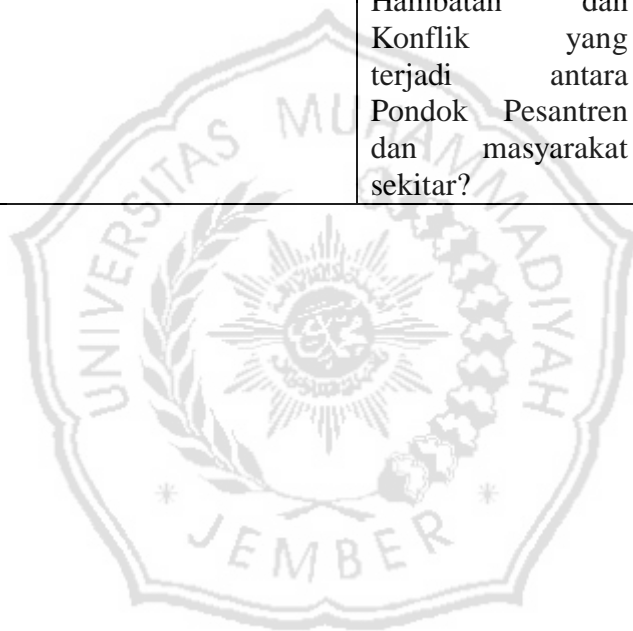 Hambatan dan
Konflik yang
terjadi antara
Pondok Pesantren
dan masyarakat
sekitar?
UNIVERSITAS MUHAMMADIYAH
* JEMBER *